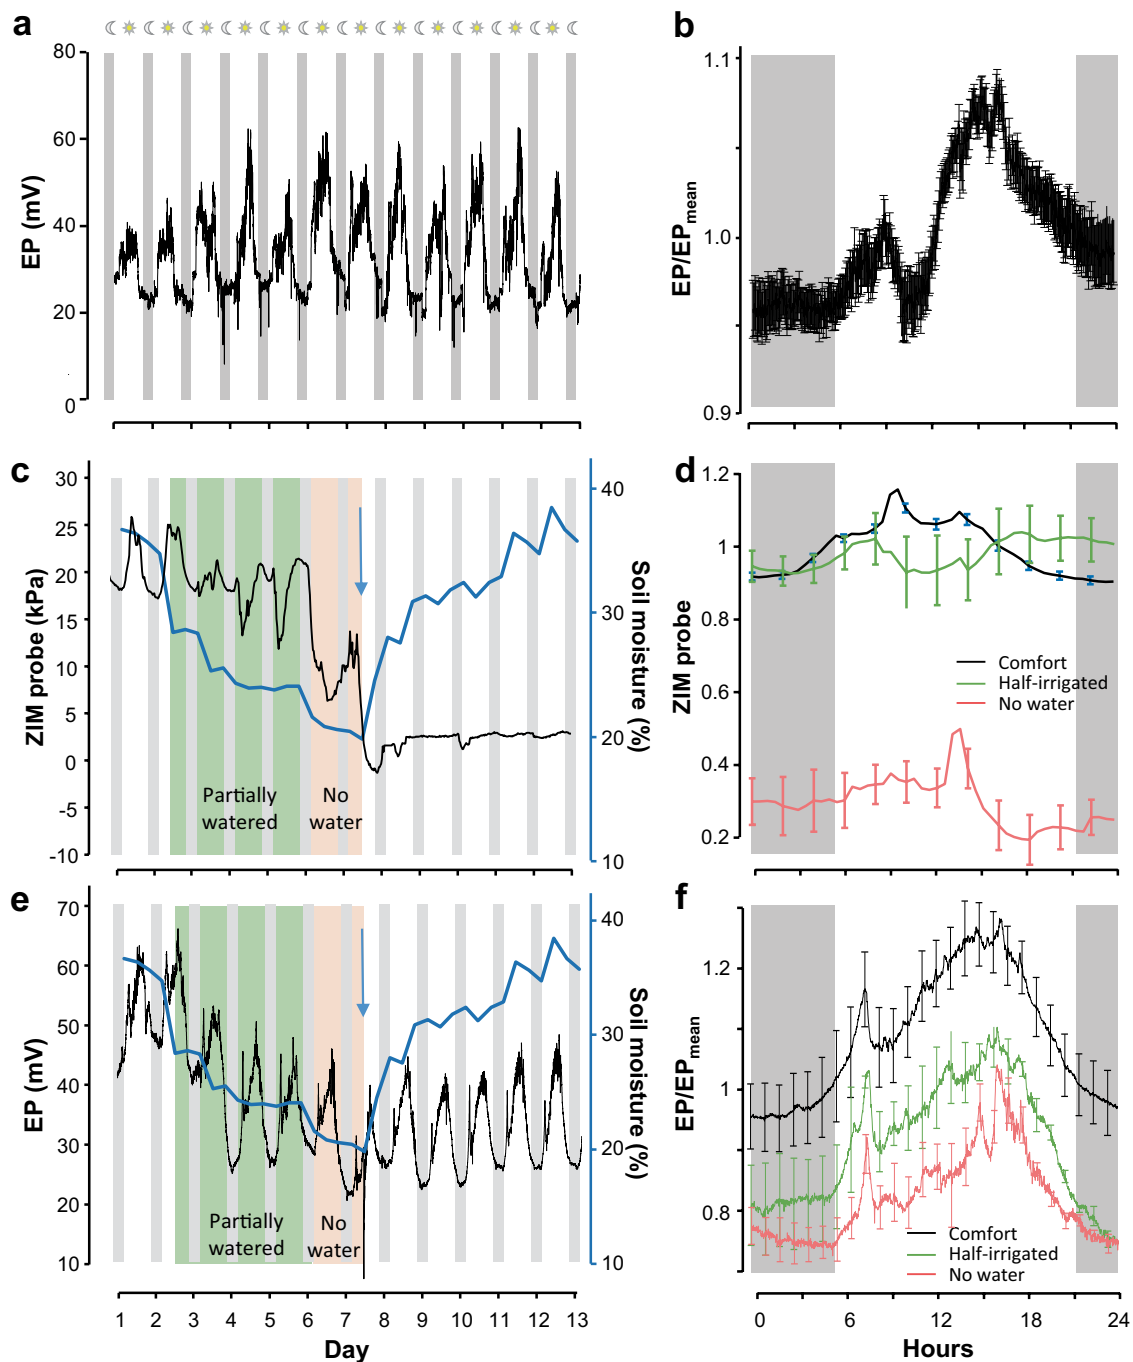 a
80
60
40
20
0
EP (mV)
b
1.1
1.0
0.9
EP/EPmean
c
30
25
20
15
10
5
0
-5
-10
ZIM probe (kPa)
40
30
20
10
Soil moisture (%)
Partially
watered
No
water
d
1.2
1
0.8
0.6
0.4
0.2
ZIM probe
Comfort
Half-irrigated
No water
e
70
60
50
40
30
20
10
EP (mV)
40
30
20
10
Soil moisture (%)
Partially
watered
No
water
1 2 3 4 5 6 7 8 9 10 11 12 13
Day
f
1.2
1
0.8
EP/EPmean
Comfort
Half-irrigated
No water
0 6 12 18 24
Hours